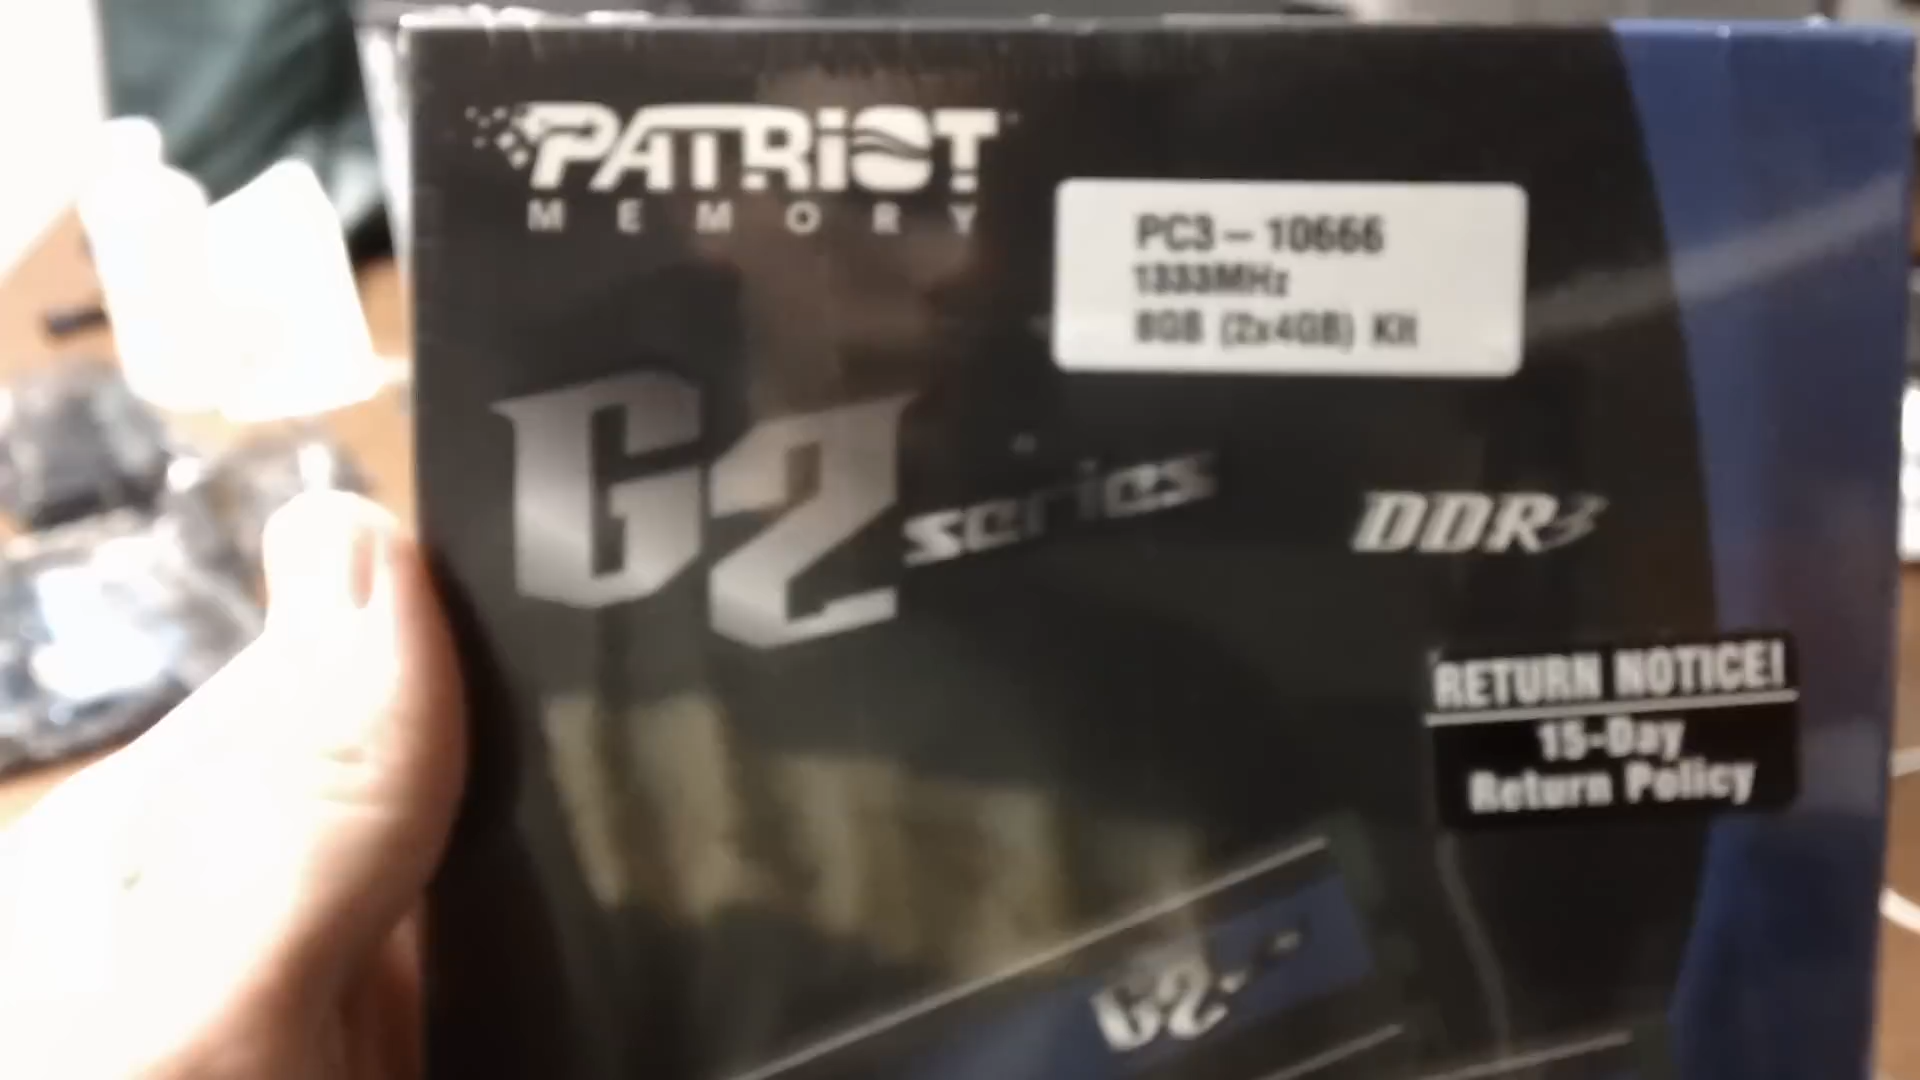 PATRIOT
MEMORY
PC3-10666
1333MHz
8GB (2x4GB) Kit
G2 series
DDR3
RETURN NOTICE!
15-Day
Return Policy
G2